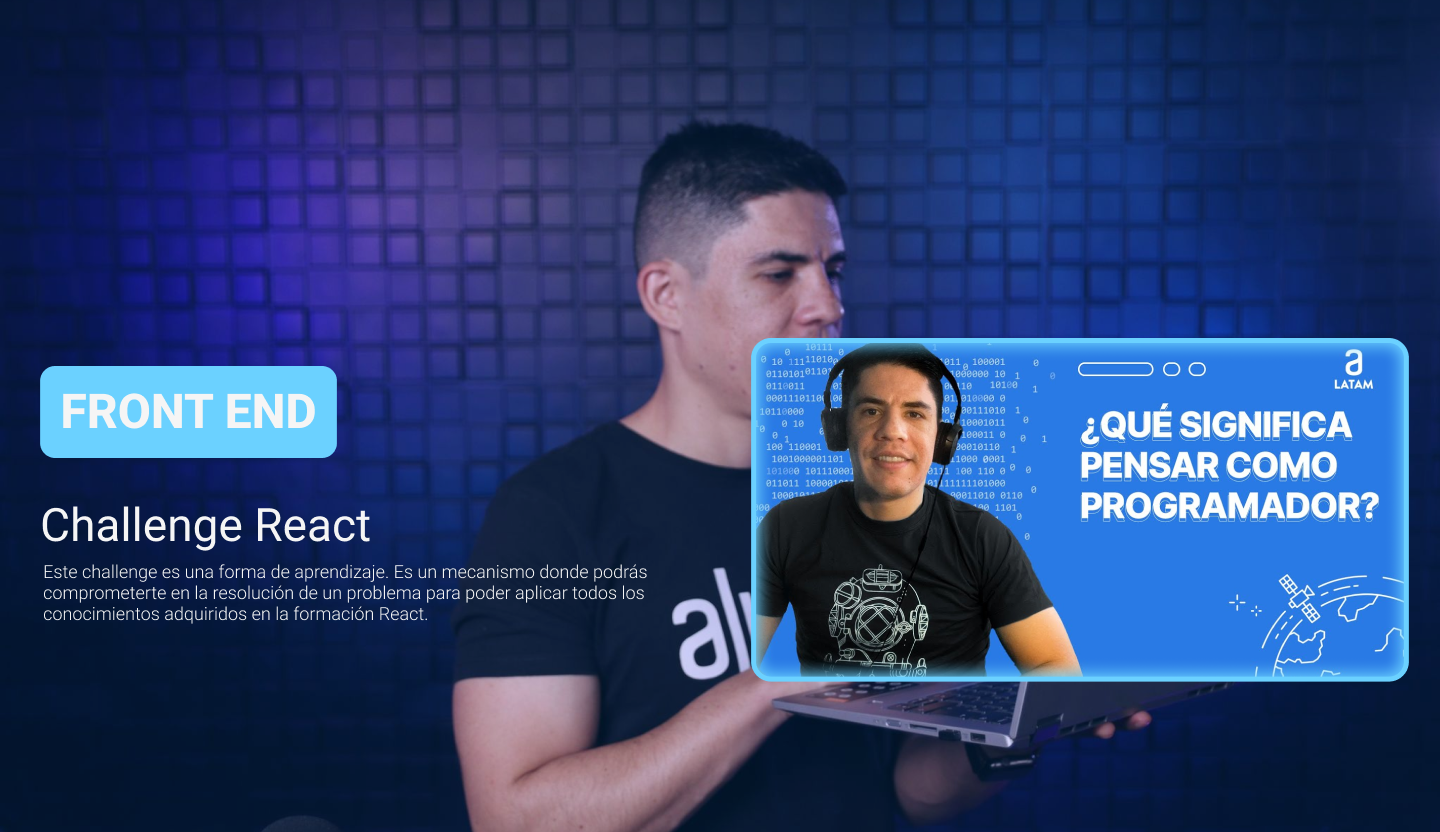 FRONT END
Challenge React
Este challenge es una forma de aprendizaje. Es un mecanismo donde podrás
comprometerte en la resolución de un problema para poder aplicar todos los
conocimientos adquiridos en la formación React.
a
LATAM
¿QUÉ SIGNIFICA
PENSAR COMO
PROGRAMADOR?